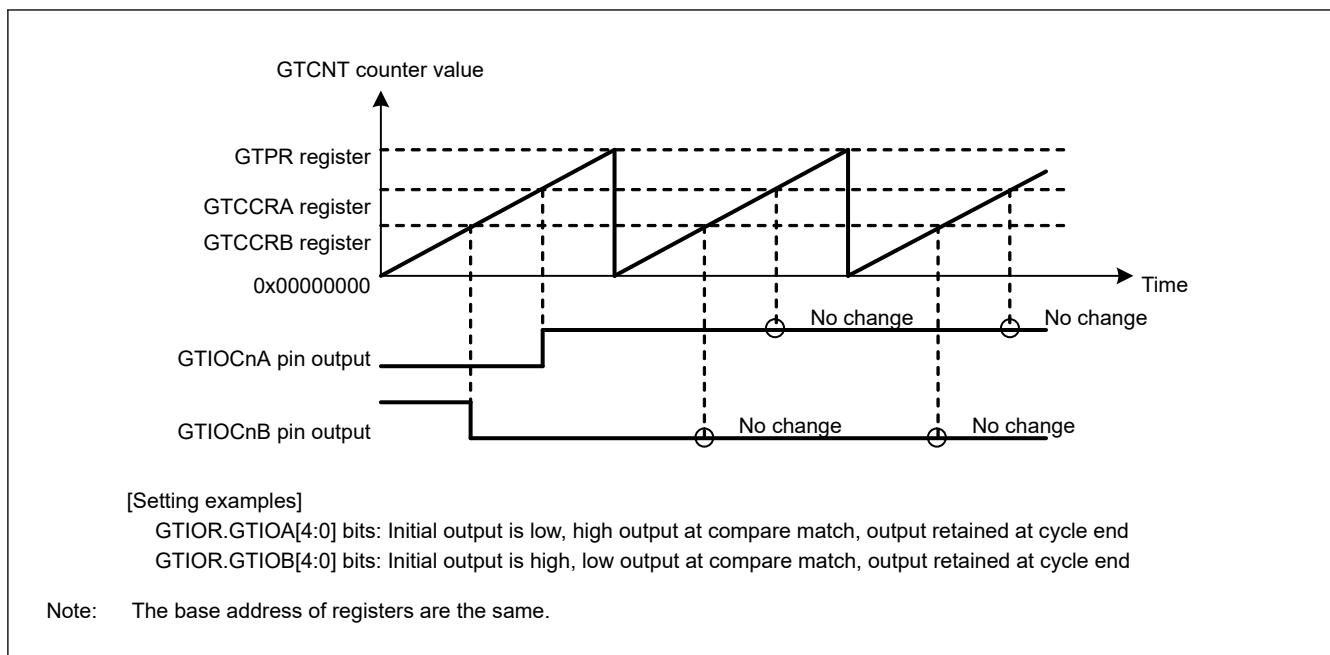 GTCNT counter value
GTPR register
GTCCRA register
GTCCRB register
0x00000000
Time
No change
No change
GTIOCnA pin output
No change
No change
GTIOCnB pin output
[Setting examples]
GTIOR.GTIOA[4:0] bits: Initial output is low, high output at compare match, output retained at cycle end
GTIOR.GTIOB[4:0] bits: Initial output is high, low output at compare match, output retained at cycle end
Note: The base address of registers are the same.